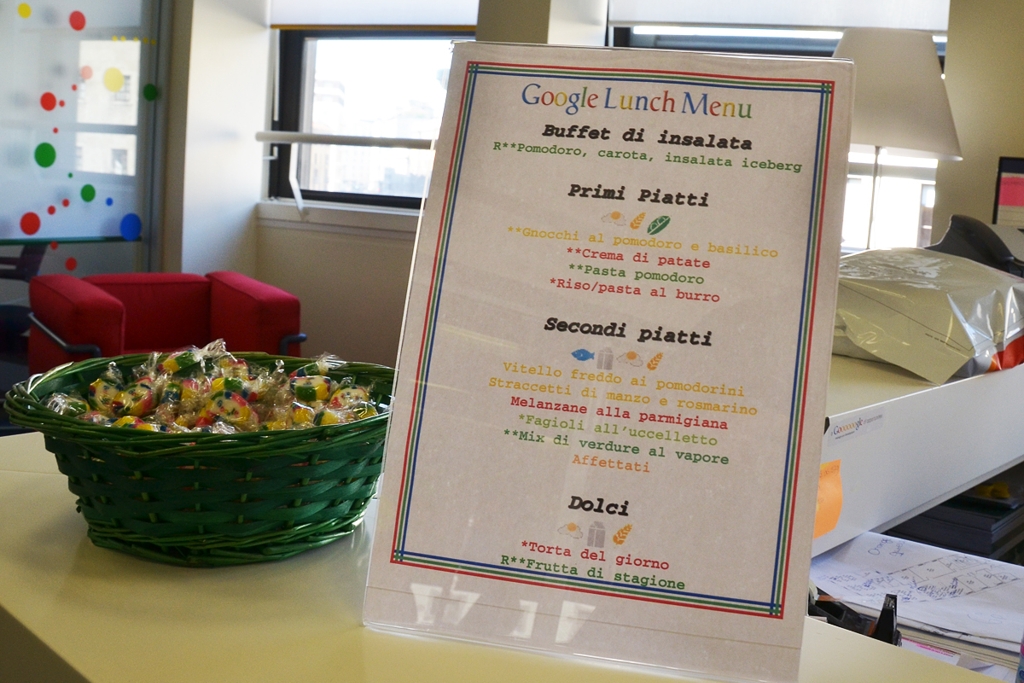 Google Lunch Menu
Buffet di insalata
R**Pomodoro, carota, insalata iceberg
Primi Piatti
**Gnocchi al pomodoro e basilico
**Crema di patate
**Pasta pomodoro
*Riso/pasta al burro
Secondi piatti
Vitello freddo ai pomodorini
Straccetti di manzo e rosmarino
Melanzane alla parmigiana
*Fagioli all'uccelletto
**Mix di verdure al vapore
Affettati
Dolci
*Torta del giorno
R**Frutta di stagione